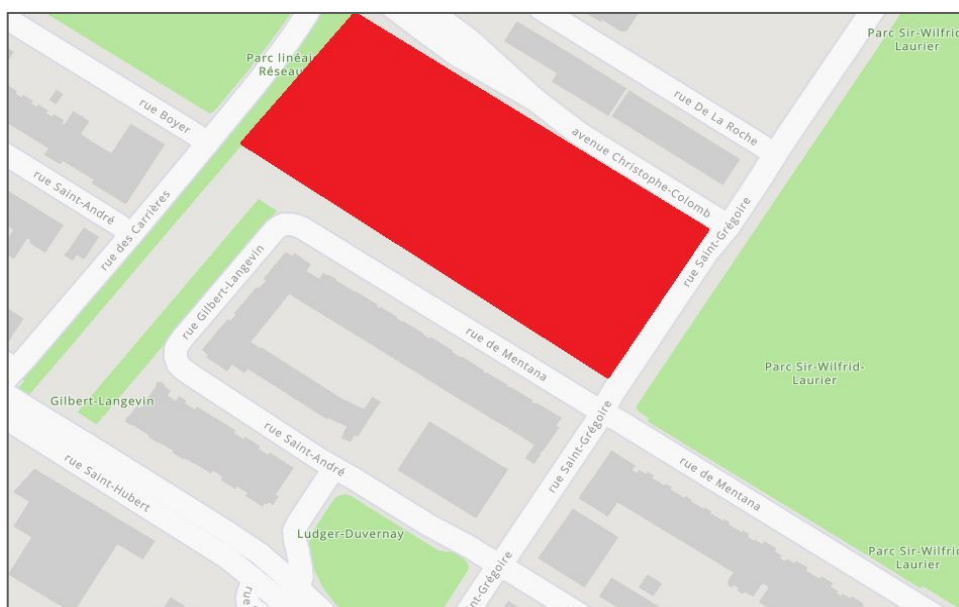 Parc Sir-Wilfrid-
Laurier
Parc linéai
Réseau
rue Boyer
rue De La Roche
avenue Christophe-Colomb
rue Saint-André
rue des Carrières
rue Saint-Grégoire
rue Gilbert-Langevin
rue de Mentana
Parc Sir-Wilfrid-
Laurier
Gilbert-Langevin
rue Saint-André
rue Saint-Grégoire
rue Saint-Hubert
rue de Mentana
Ludger-Duvernay
Parc Sir-Wilfrid
Laurier
-Grégoire
rue